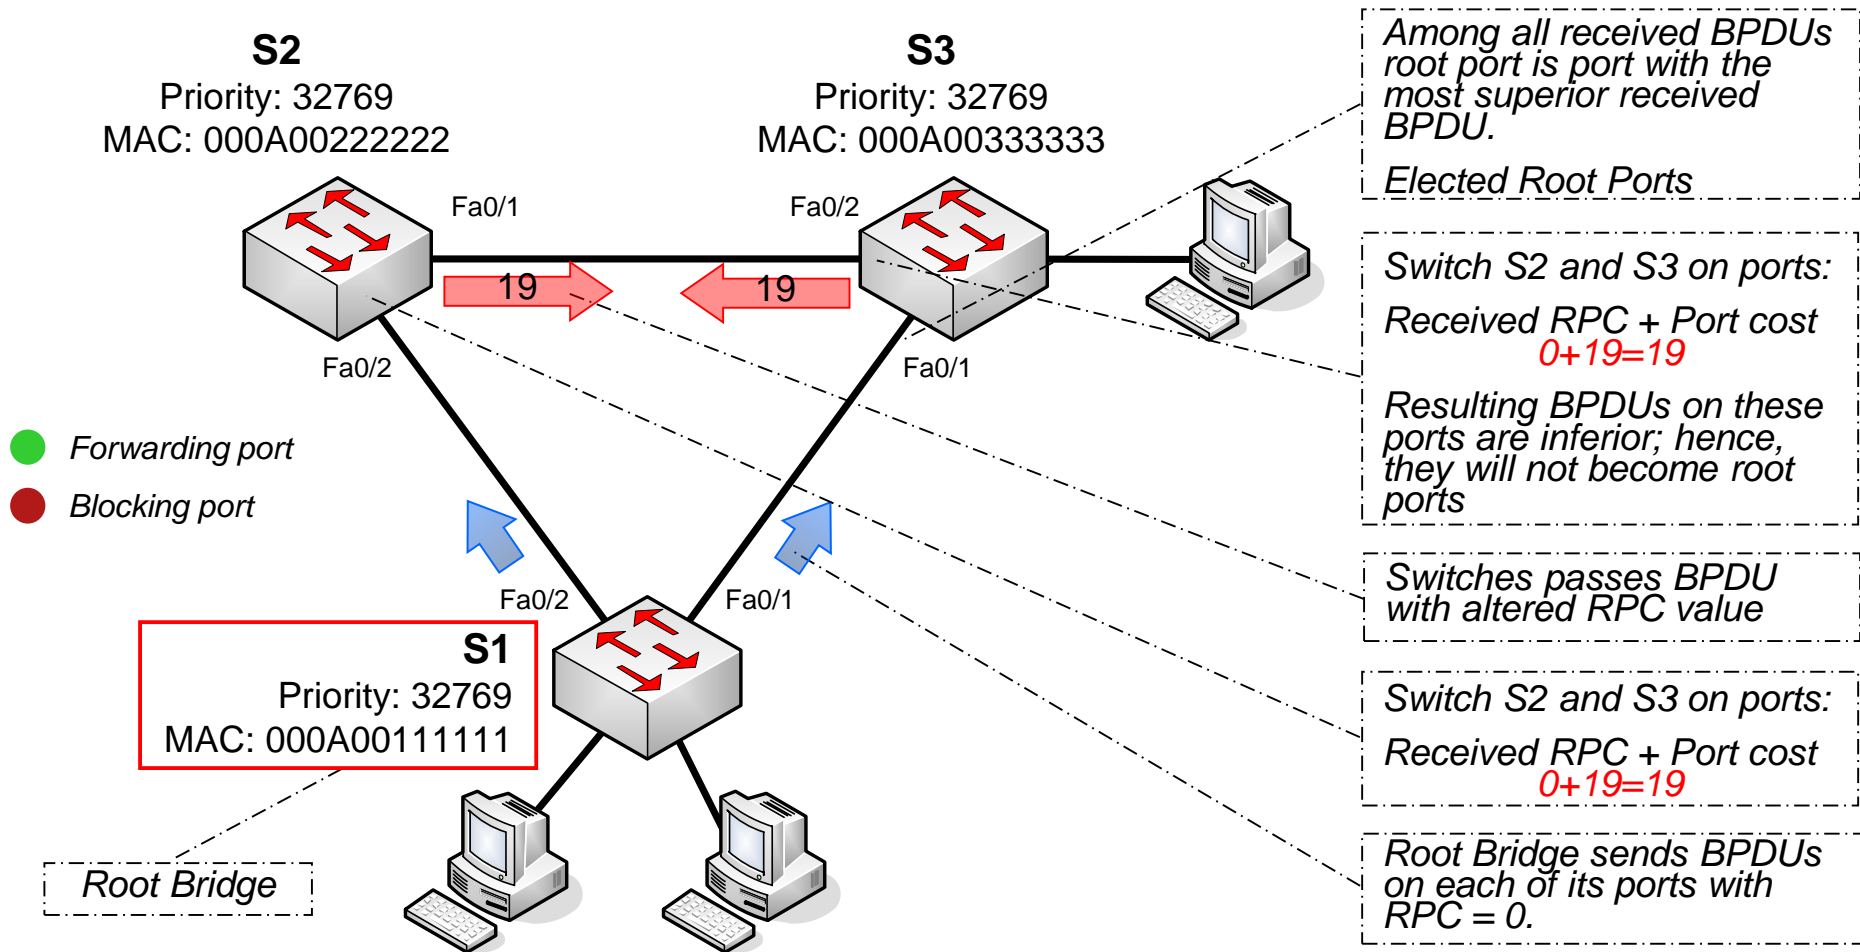 S2
Priority: 32769
MAC: 000A00222222
S3
Priority: 32769
MAC: 000A00333333
Fa0/1
Fa0/2
19
19
Fa0/2
Fa0/1
Forwarding port
Blocking port
Fa0/2
Fa0/1
S1
Priority: 32769
MAC: 000A00111111
Root Bridge
Among all received BPDUs
root port is port with the
most superior received
BPDU.
Elected Root Ports
Switch S2 and S3 on ports:
Received RPC + Port cost
0+19=19
Resulting BPDUs on these
ports are inferior; hence,
they will not become root
ports
Switches passes BPDU
with altered RPC value
Switch S2 and S3 on ports:
Received RPC + Port cost
0+19=19
Root Bridge sends BPDUs
on each of its ports with
RPC = 0.